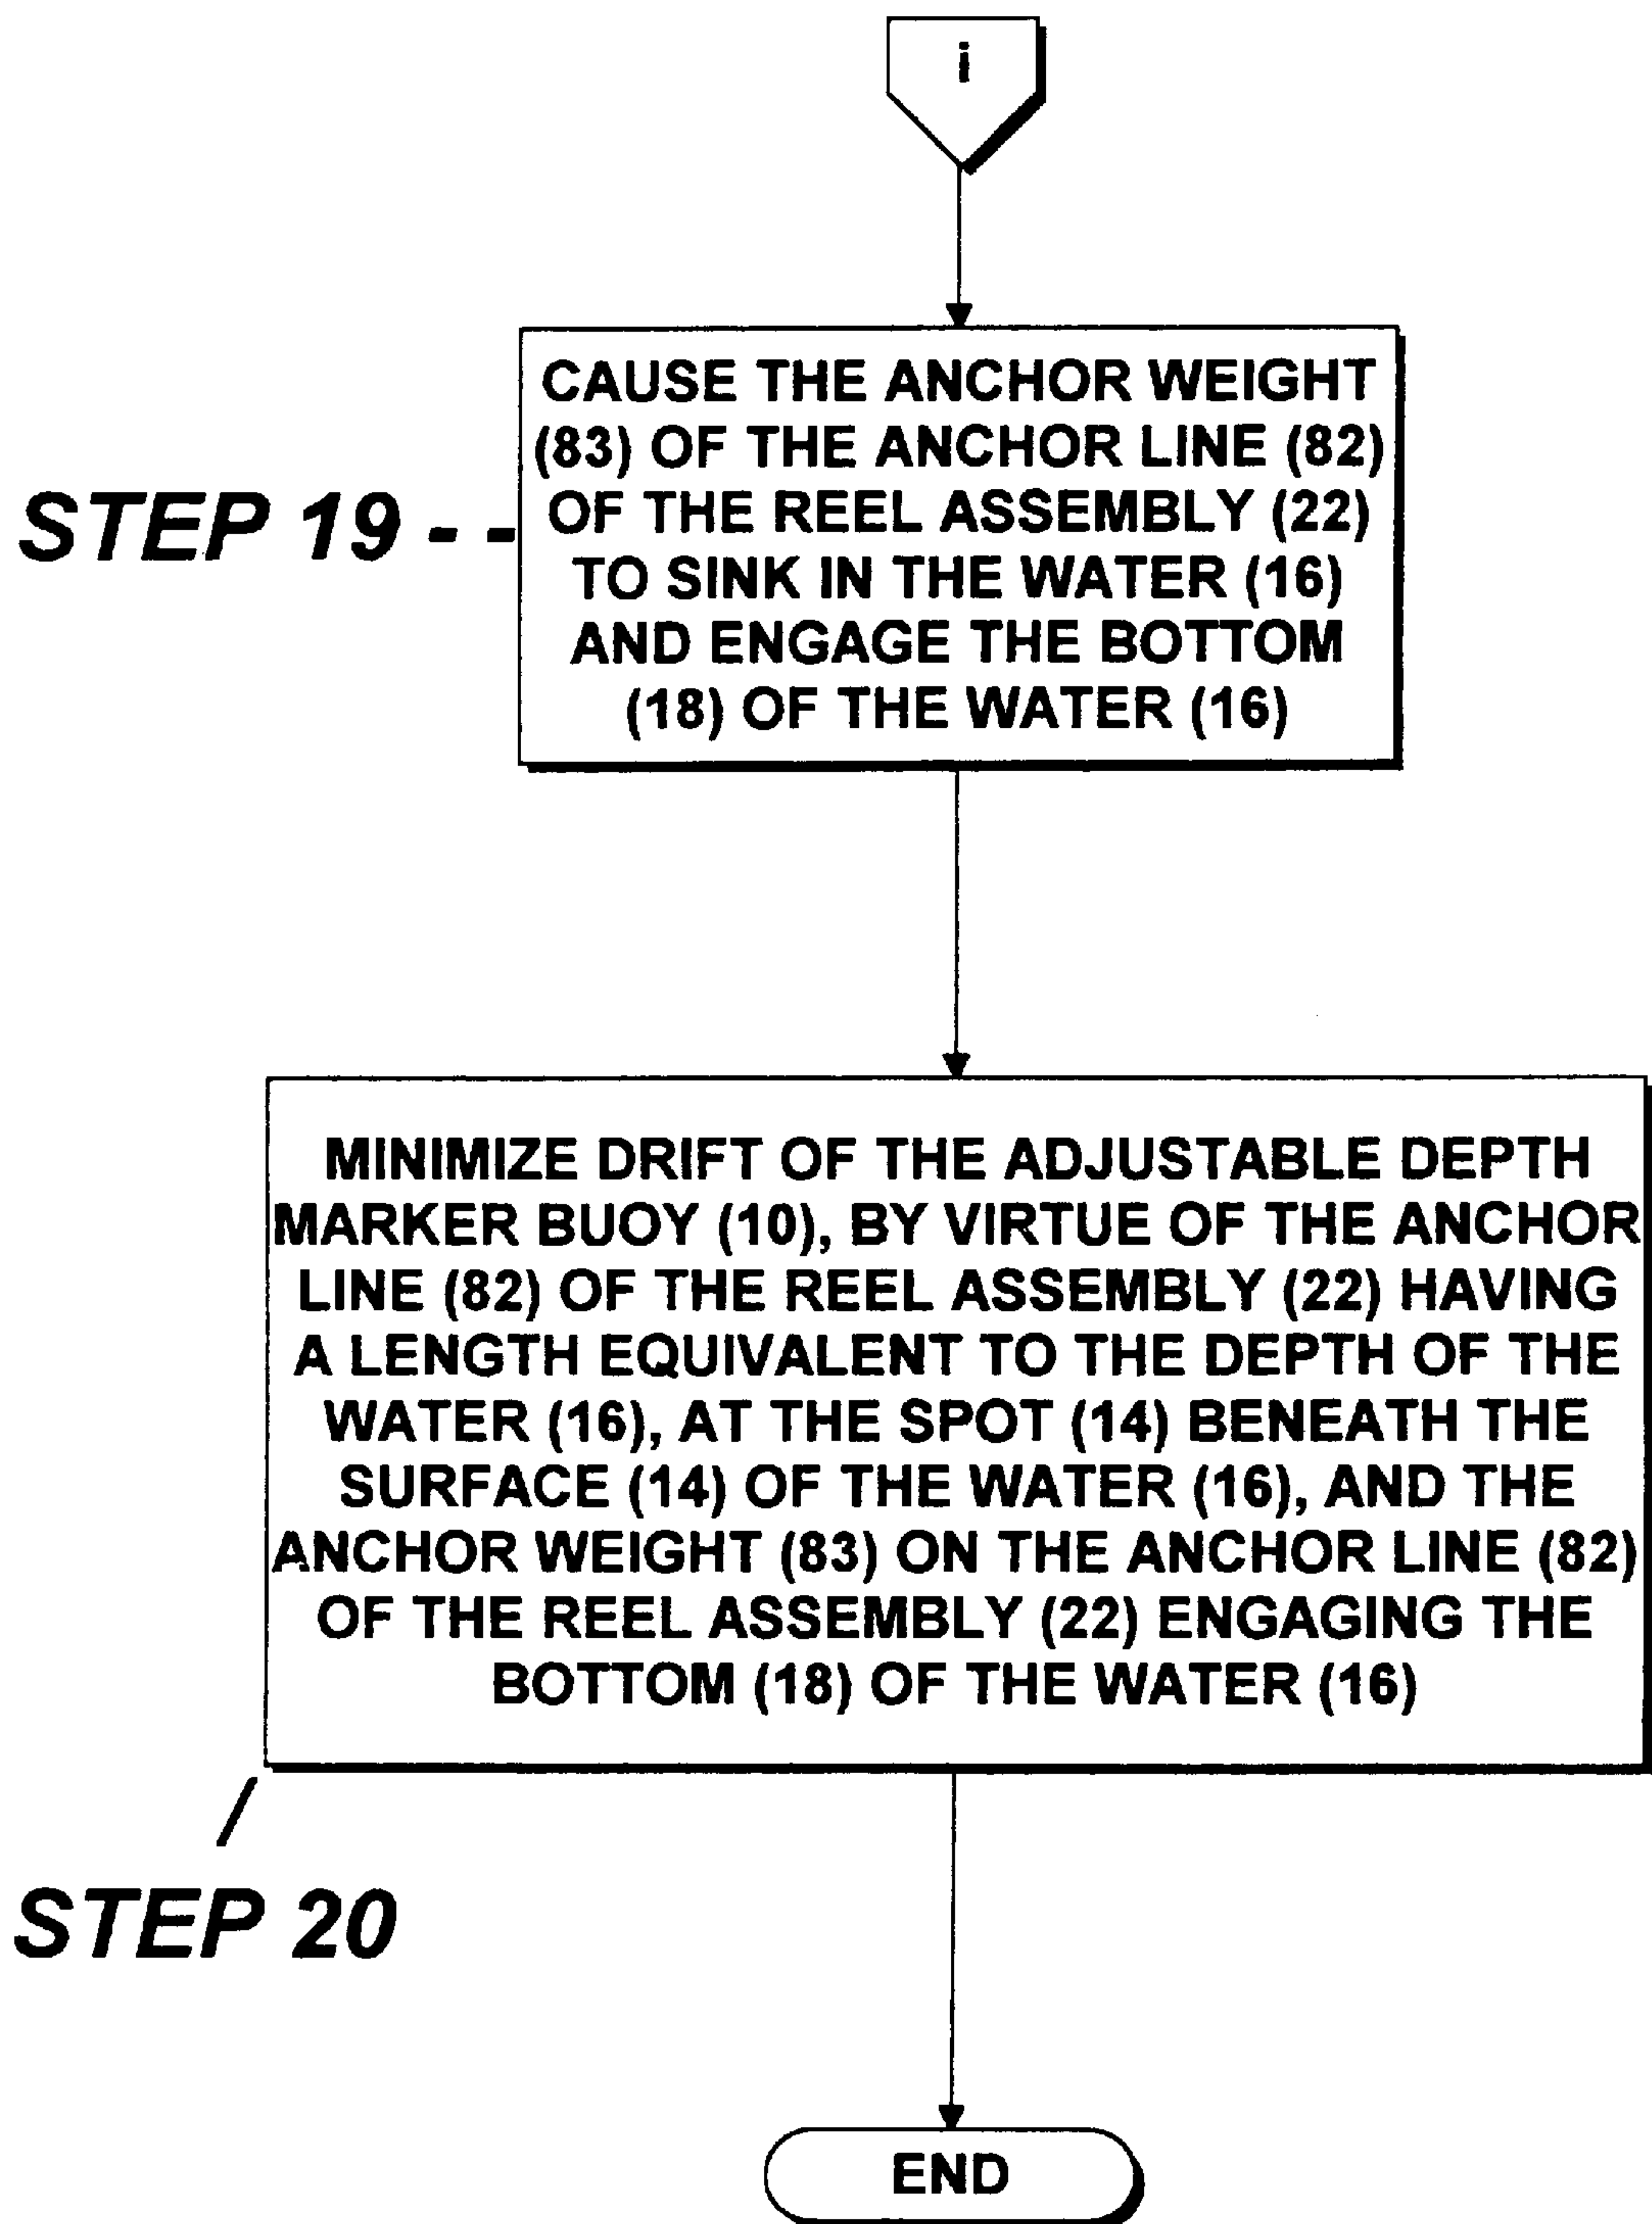 i
CAUSE THE ANCHOR WEIGHT
(83) OF THE ANCHOR LINE (82)
OF THE REEL ASSEMBLY (22)
TO SINK IN THE WATER (16)
AND ENGAGE THE BOTTOM
(18) OF THE WATER (16)
STEP 19 - -
MINIMIZE DRIFT OF THE ADJUSTABLE DEPTH
MARKER BUOY (10), BY VIRTUE OF THE ANCHOR
LINE (82) OF THE REEL ASSEMBLY (22) HAVING
A LENGTH EQUIVALENT TO THE DEPTH OF THE
WATER (16), AT THE SPOT (14) BENEATH THE
SURFACE (14) OF THE WATER (16), AND THE
ANCHOR WEIGHT (83) ON THE ANCHOR LINE (82)
OF THE REEL ASSEMBLY (22) ENGAGING THE
BOTTOM (18) OF THE WATER (16)
STEP 20
END